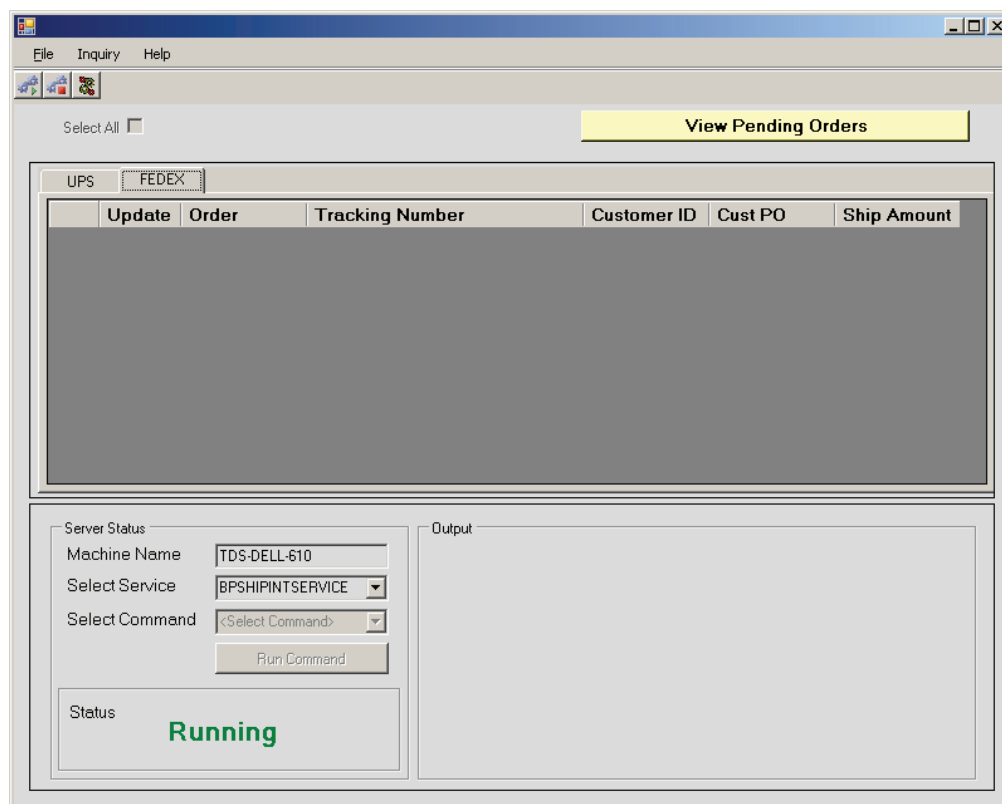 File Inquiry Help
Select All
View Pending Orders
UPS FEDEX
Update Order Tracking Number Customer ID Cust PO Ship Amount
Server Status
Output
Machine Name TDS-DELL-610
Select Service BPSHIPINTSERVICE
Select Command <Select Command>
Run Command
Status
Running